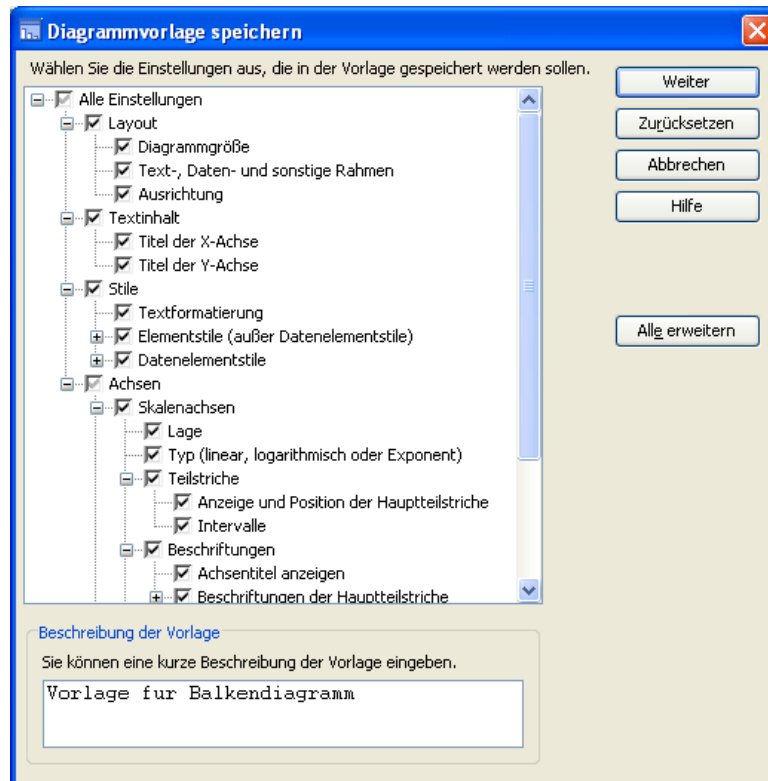 Diagrammvorlage speichern
Wählen Sie die Einstellungen aus, die in der Vorlage gespeichert werden sollen.
Alle Einstellungen
Layout
Diagrammgröße
Text-, Daten- und sonstige Rahmen
Ausrichtung
Textinhalt
Titel der X-Achse
Titel der Y-Achse
Stile
Textformatierung
Elementstile (außer Datenelementstile)
Datenelementstile
Achsen
Skalenachsen
Lage
Typ (linear, logarithmisch oder Exponent)
Teilstriche
Anzeige und Position der Hauptteilstriche
Intervalle
Beschriftungen
Achsentitel anzeigen
Beschriftungen der Hauptteilstriche
Weiter
Zurücksetzen
Abbrechen
Hilfe
Alle erweitern
Beschreibung der Vorlage
Sie können eine kurze Beschreibung der Vorlage eingeben.
Vorlage fur Balkendiagramm